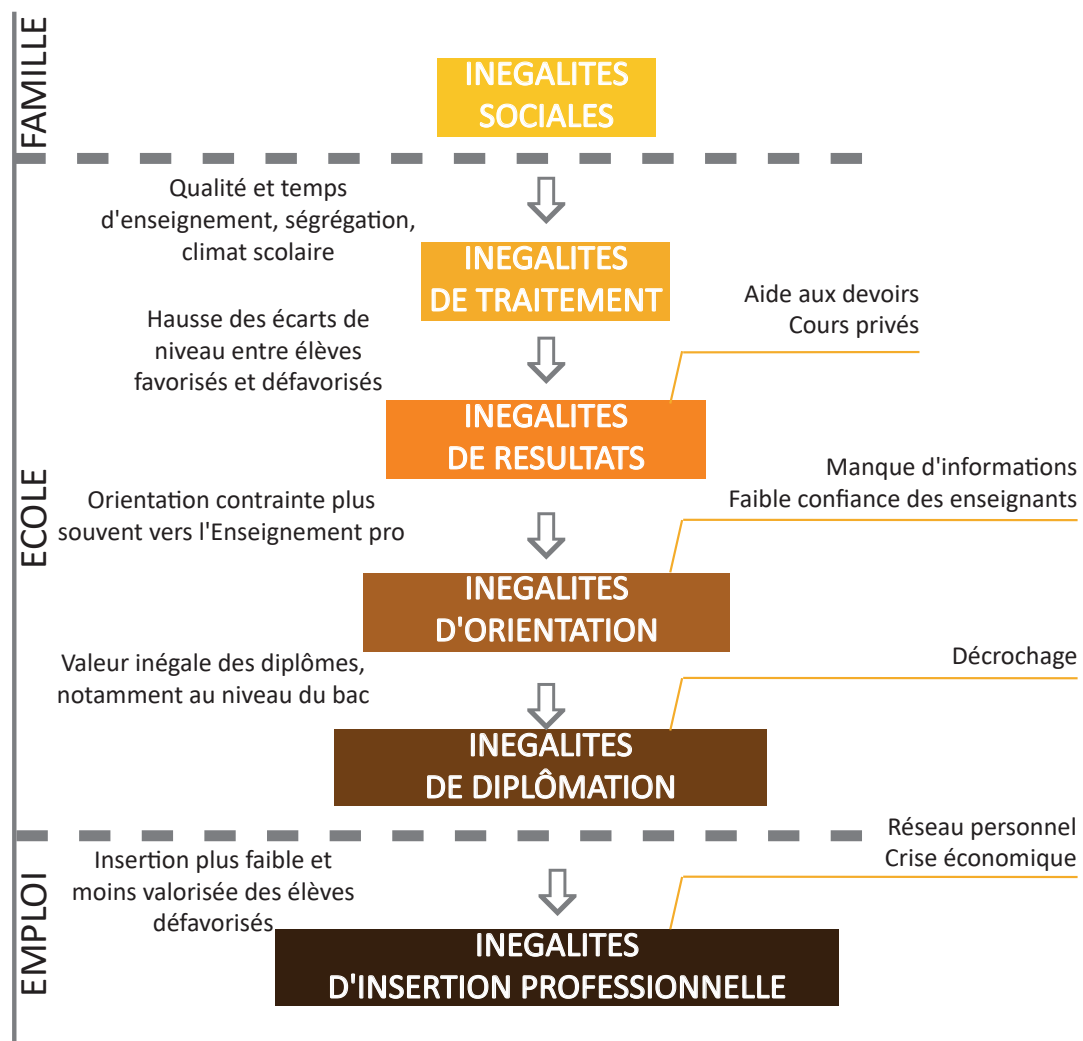 FAMILLE
INEGALITES
SOCIALES
ECOLE
Qualité et temps
d'enseignement, ségrégation,
climat scolaire
INEGALITES
DE TRAITEMENT
Hausse des écarts de
niveau entre élèves
favorisés et défavorisés
Aide aux devoirs
Cours privés
INEGALITES
DE RESULTATS
Orientation contrainte plus
souvent vers l'Enseignement pro
Manque d'informations
Faible confiance des enseignants
INEGALITES
D'ORIENTATION
Valeur inégale des diplômes,
notamment au niveau du bac
Décrochage
INEGALITES
DE DIPLÔMATION
EMPLOI
Insertion plus faible et
moins valorisée des élèves
défavorisés
Réseau personnel
Crise économique
INEGALITES
D'INSERTION PROFESSIONNELLE